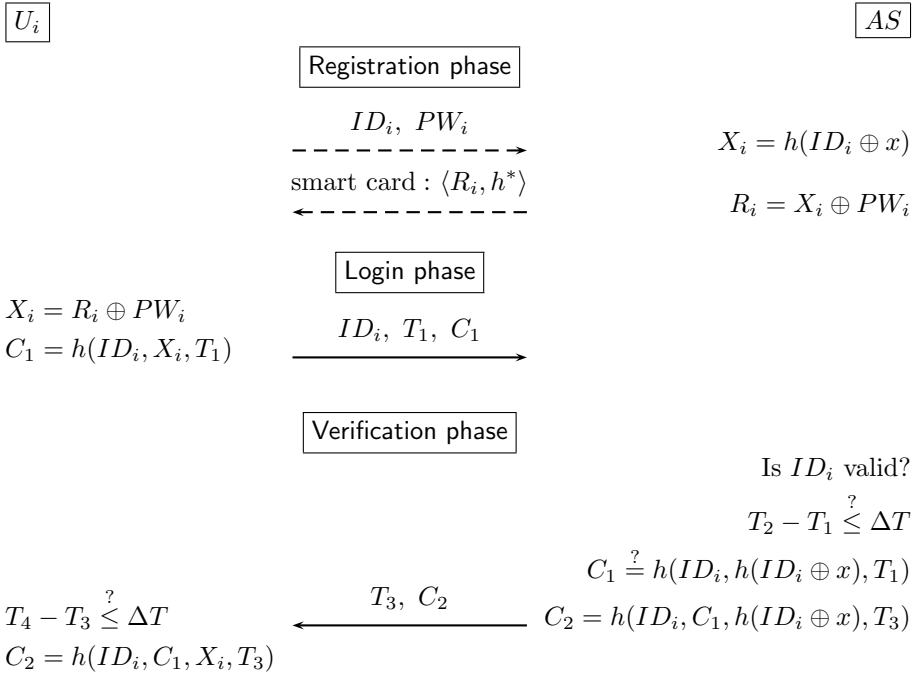 U_i AS
Registration phase
ID_i, PW_i
X_i = h(ID_i ⊕ x)
smart card : ⟨R_i, h*⟩
R_i = X_i ⊕ PW_i
Login phase
X_i = R_i ⊕ PW_i
ID_i, T_1, C_1
C_1 = h(ID_i, X_i, T_1)
Verification phase
Is ID_i valid?
T_2 − T_1 ≤? ΔT
C_1 =? h(ID_i, h(ID_i ⊕ x), T_1)
T_3, C_2
T_4 − T_3 ≤? ΔT
C_2 = h(ID_i, C_1, h(ID_i ⊕ x), T_3)
C_2 = h(ID_i, C_1, X_i, T_3)